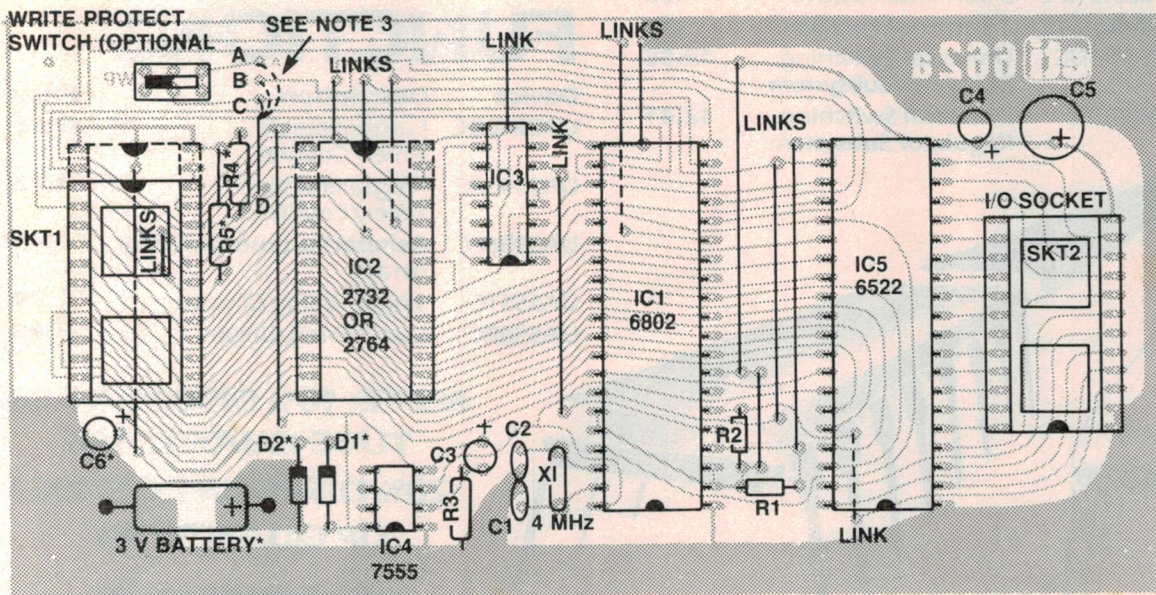 WRITE PROTECT
SWITCH (OPTIONAL
SEE NOTE 3
A
B
C
LINKS
LINK
LINKS
eti 662a
C4
C5
+
+
LINKS
LINK
IC3
R4
D
R5*
I/O SOCKET
SKT1
LINKS
SKT2
IC2
2732
OR
2764
IC1
6802
IC5
6522
+
C6*
D2*
D1*
C3
+
C2
R2
XI
R3
C1
4 MHz
R1
+
3 V BATTERY*
IC4
7555
LINK